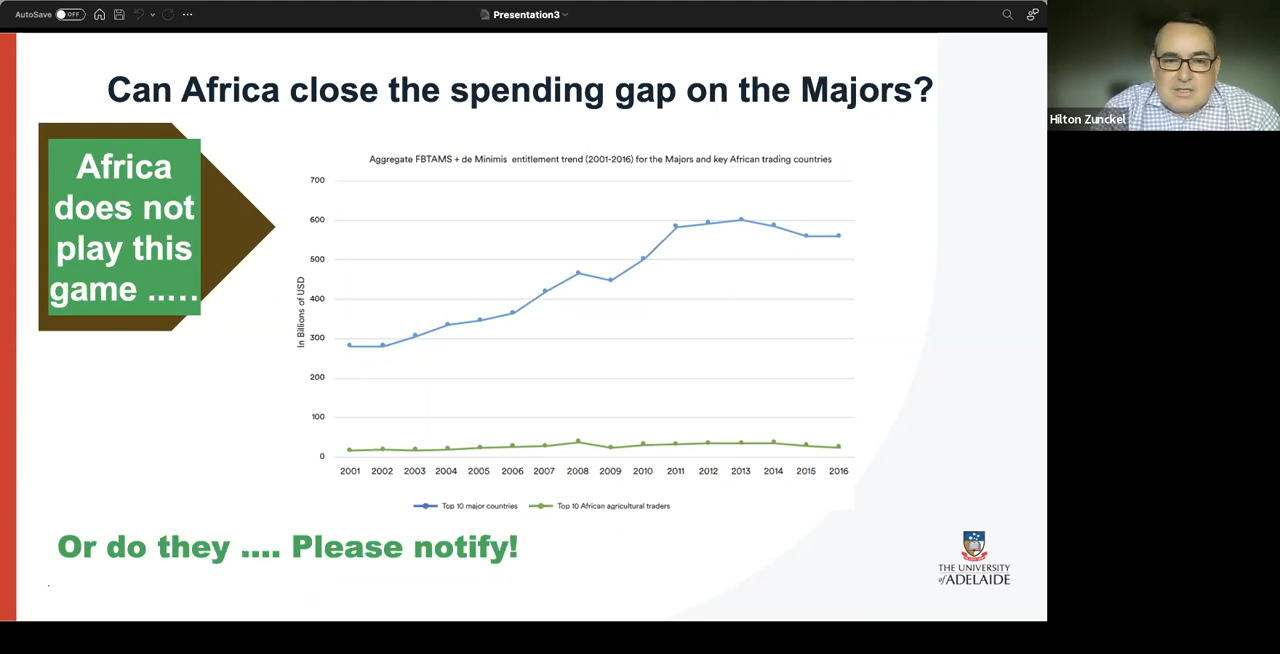 AutoSave OFF
Presentation3
Hilton Zunckel
Can Africa close the spending gap on the Majors?
Africa
does not
play this
game .....
Aggregate FBTAMS + de Minimis entitlement trend (2001-2016) for the Majors and key African trading countries
In Billions of USD
700
600
500
400
300
200
100
0
2001 2002 2003 2004 2005 2006 2007 2008 2009 2010 2011 2012 2013 2014 2015 2016
Top 10 major countries Top 10 African agricultural traders
Or do they .... Please notify!
THE UNIVERSITY
of ADELAIDE